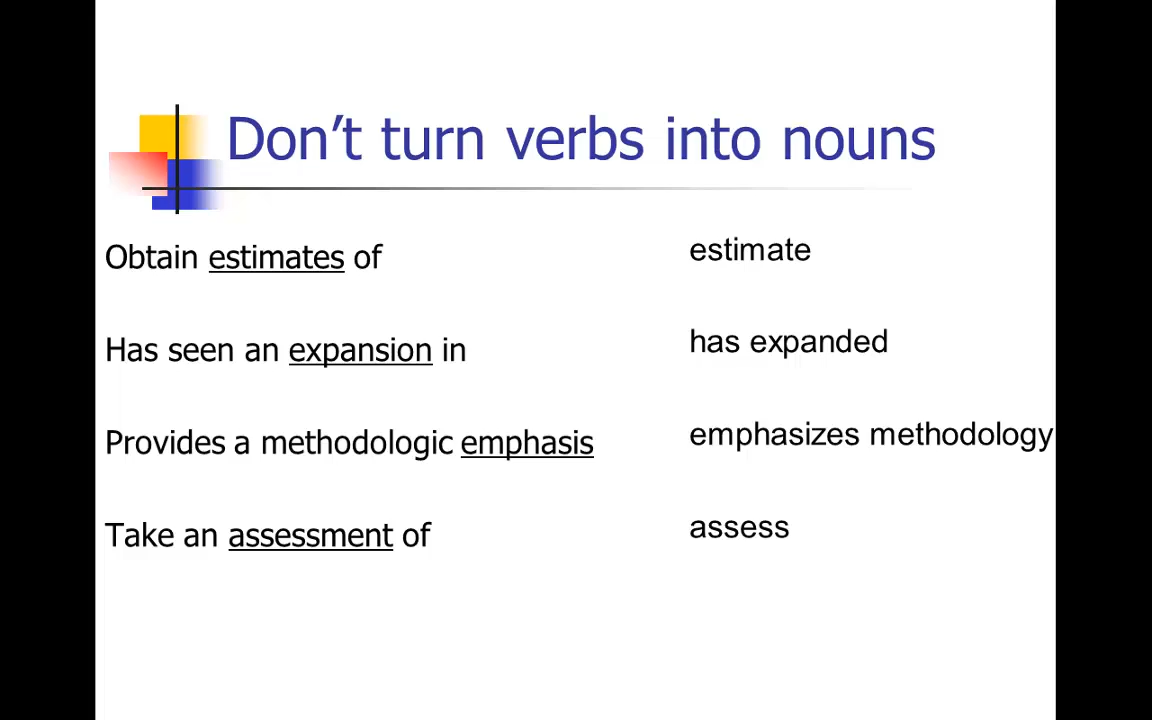 Don’t turn verbs into nouns
Obtain estimates of
estimate
Has seen an expansion in
has expanded
Provides a methodologic emphasis
emphasizes methodology
Take an assessment of
assess